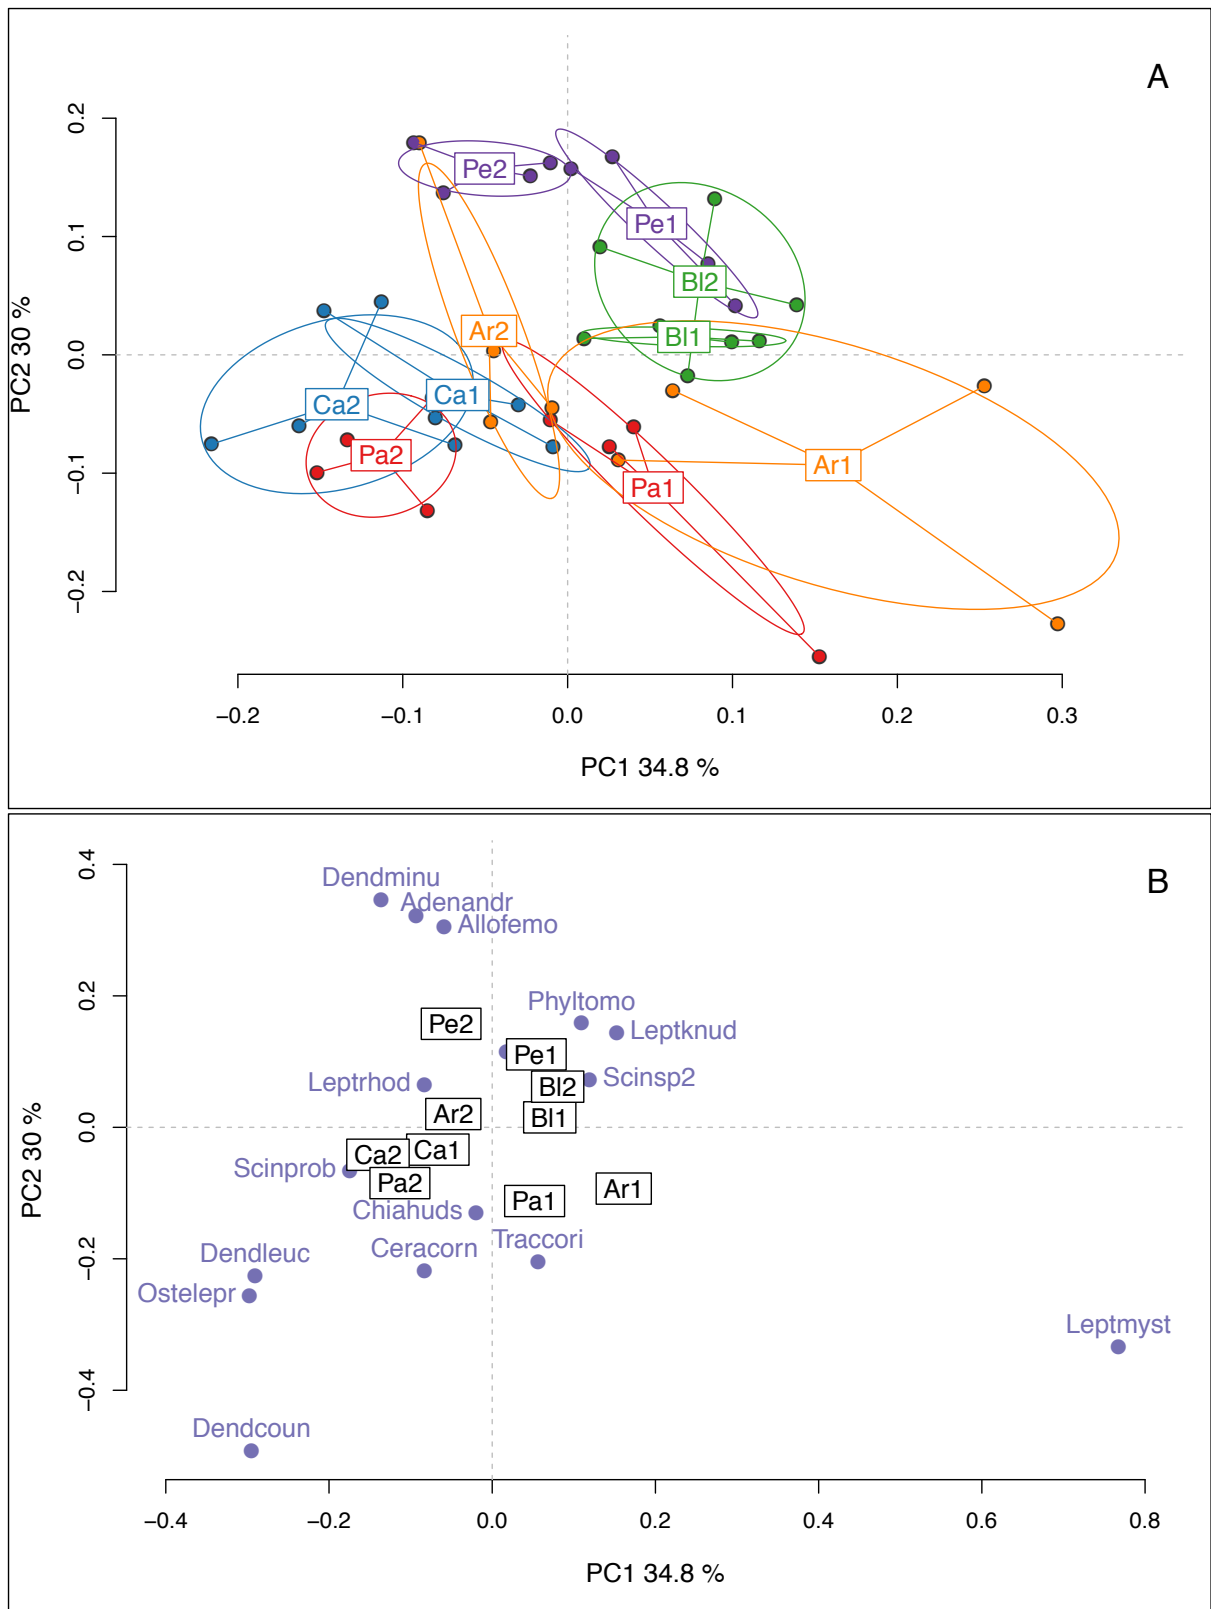 A
0.2
0.1
0.0
−0.1
−0.2
PC2 30 %
Pe2
Pe1
Bl2
Bl1
Ar2
Ca1
Ca2
Pa2
Ar1
Pa1
−0.2
−0.1
0.0
0.1
0.2
0.3
PC1 34.8 %
B
0.4
0.2
0.0
−0.2
−0.4
PC2 30 %
Dendminu
Adenandr
Allofemo
Phyltomo
Pe2
Leptknud
Pe1
Leptrhod
Bl2
Scinsp2
Ar2
Bl1
Ca1
Ca2
Scinprob
Pa2
Ar1
Pa1
Chiahuds
Traccori
Ceracorn
Dendleuc
Ostelepr
Leptmyst
Dendcoun
−0.4
−0.2
0.0
0.2
0.4
0.6
0.8
PC1 34.8 %